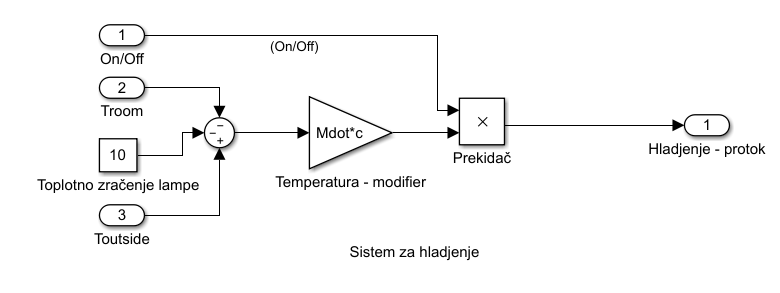 1
On/Off
(On/Off)
2
Troom
10
Toplotno zračenje lampe
3
Toutside
−
−
+
Mdot*c
Temperatura - modifier
×
Prekidač
1
Hladjenje - protok
Sistem za hladjenje